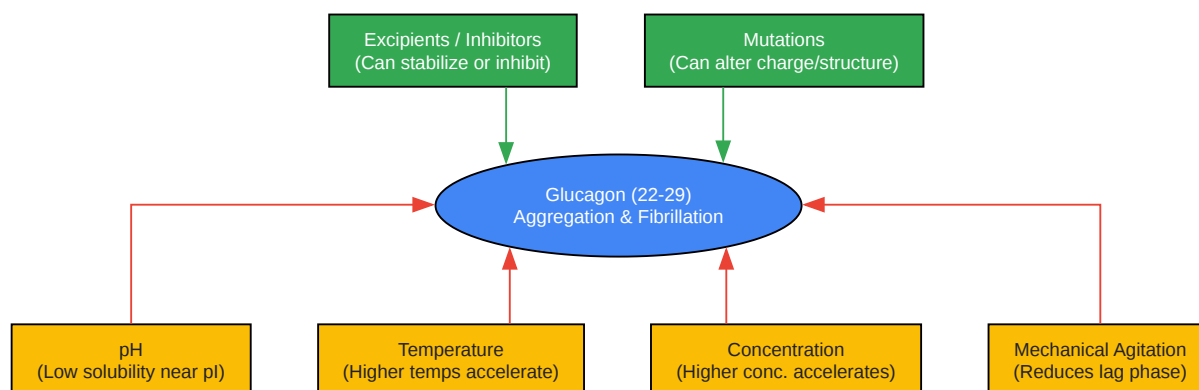 Excipients / Inhibitors
(Can stabilize or inhibit)
Mutations
(Can alter charge/structure)
Glucagon (22-29)
Aggregation & Fibrillation
pH
(Low solubility near pI)
Temperature
(Higher temps accelerate)
Concentration
(Higher conc. accelerates)
Mechanical Agitation
(Reduces lag phase)